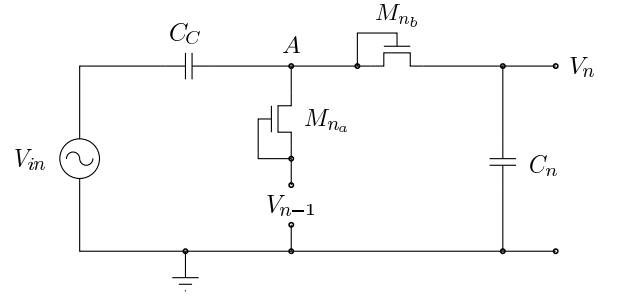 M_{n_b}
C_C
A
V_n
M_{n_a}
V_{in}
C_n
V_{n-1}